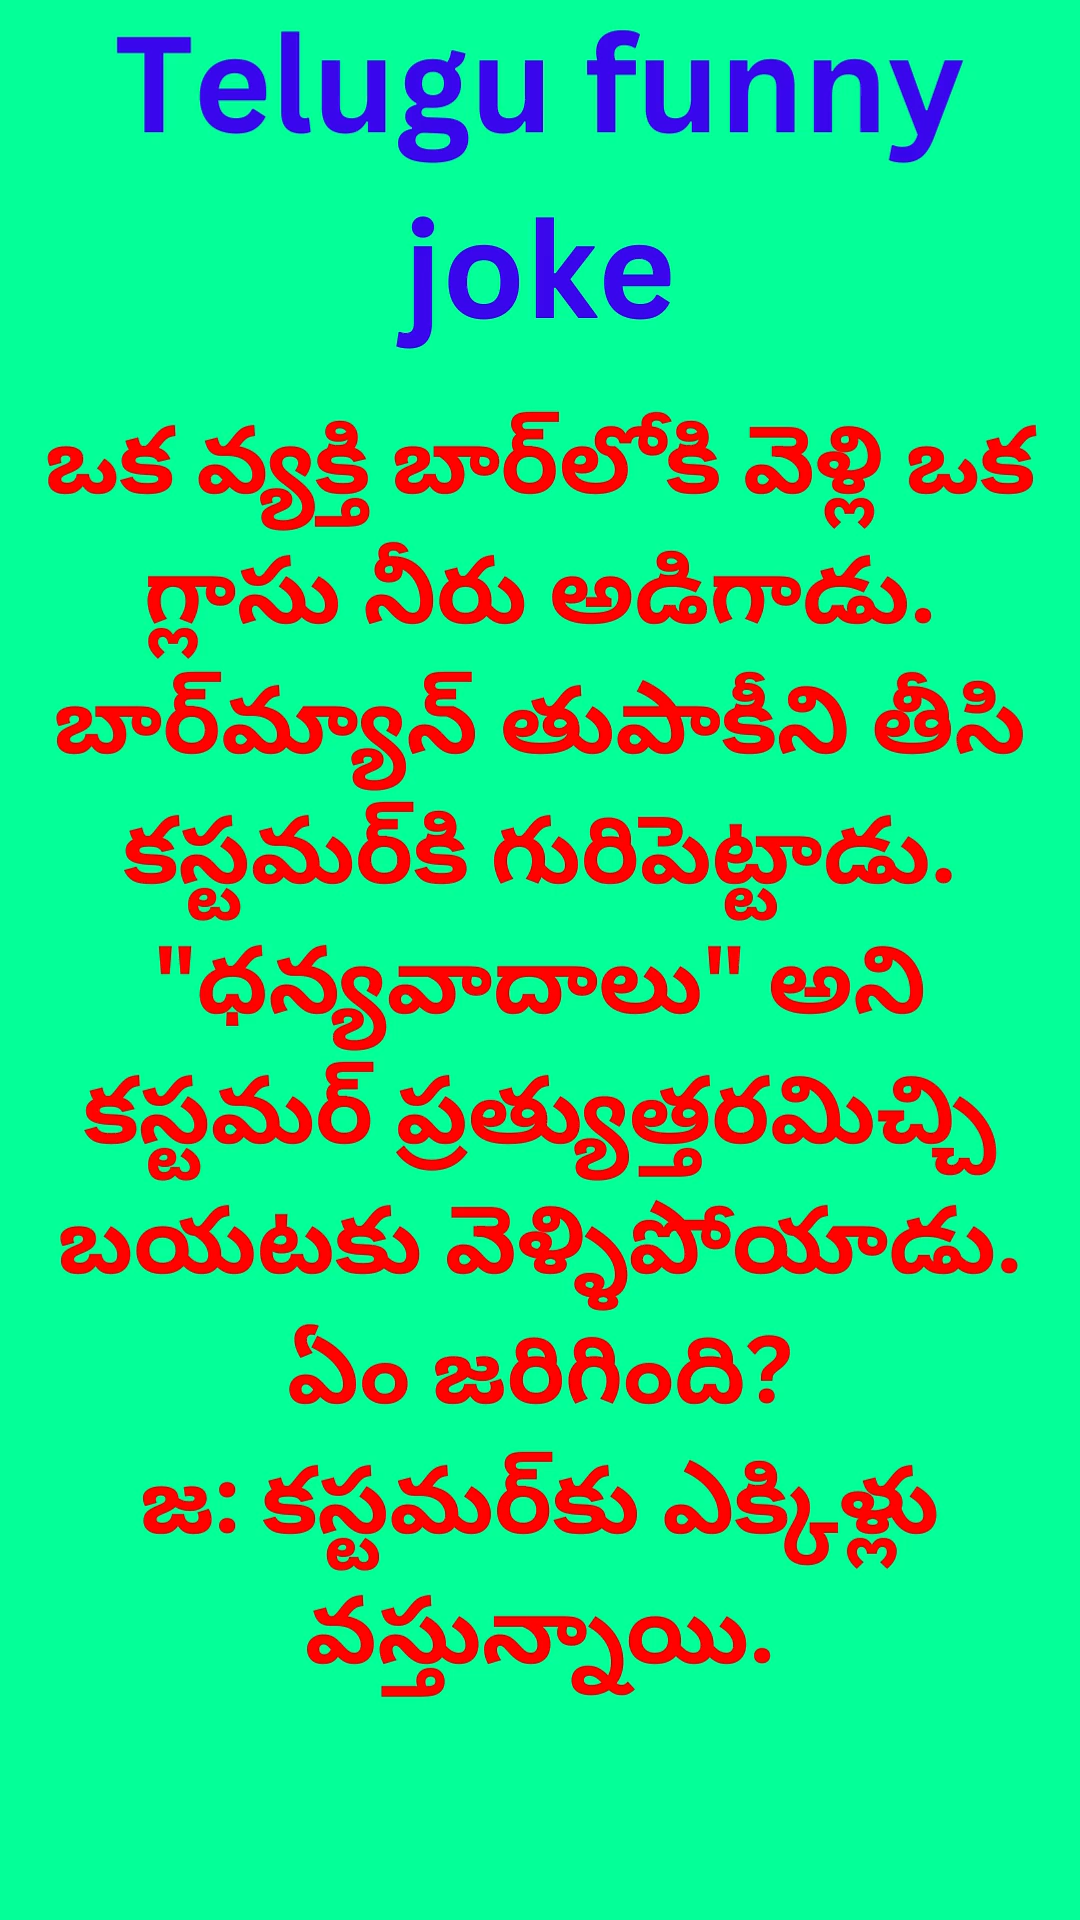 Telugu funny
joke
ఒక వ్యక్తి బార్‌లోకి వెళ్లి ఒక
గ్లాసు నీరు అడిగాడు.
బార్‌మ్యాన్ తుపాకీని తీసి
కస్టమర్‌కి గురిపెట్టాడు.
"ధన్యవాదాలు" అని
కస్టమర్ ప్రత్యుత్తరమిచ్చి
బయటకు వెళ్ళిపోయాడు.
ఏం జరిగింది?
జ: కస్టమర్‌కు ఎక్కిళ్లు
వస్తున్నాయి.